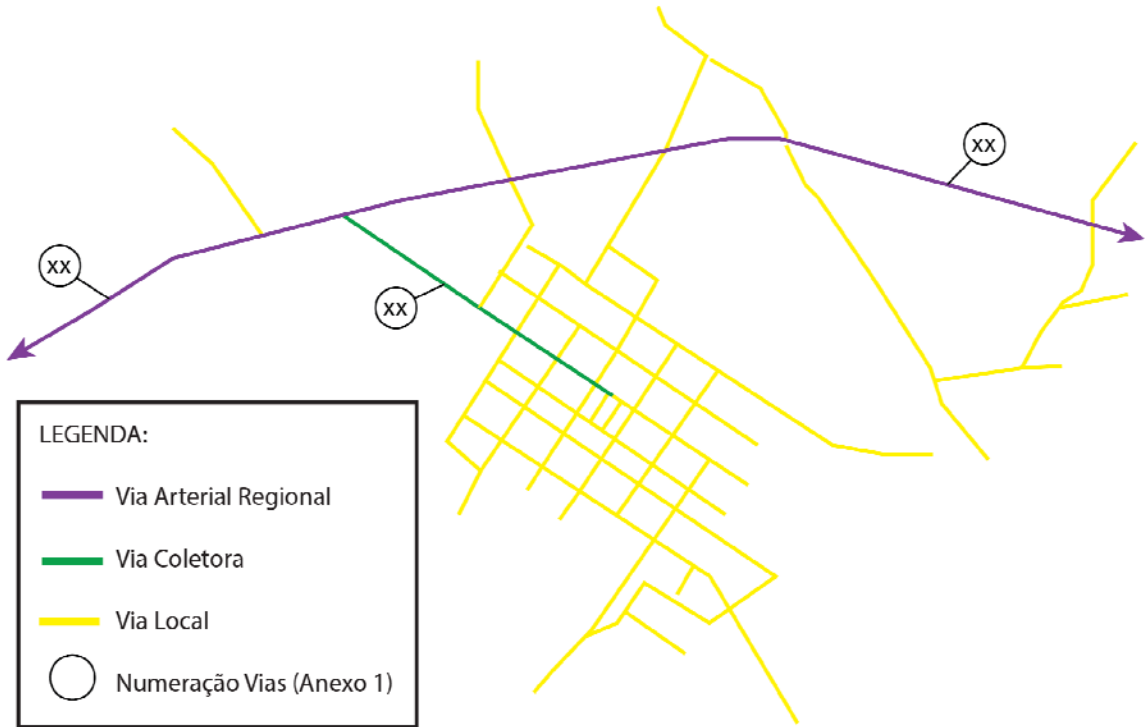 xx
xx
xx
LEGENDA:
Via Arterial Regional
Via Coletora
Via Local
Numeração Vias (Anexo 1)